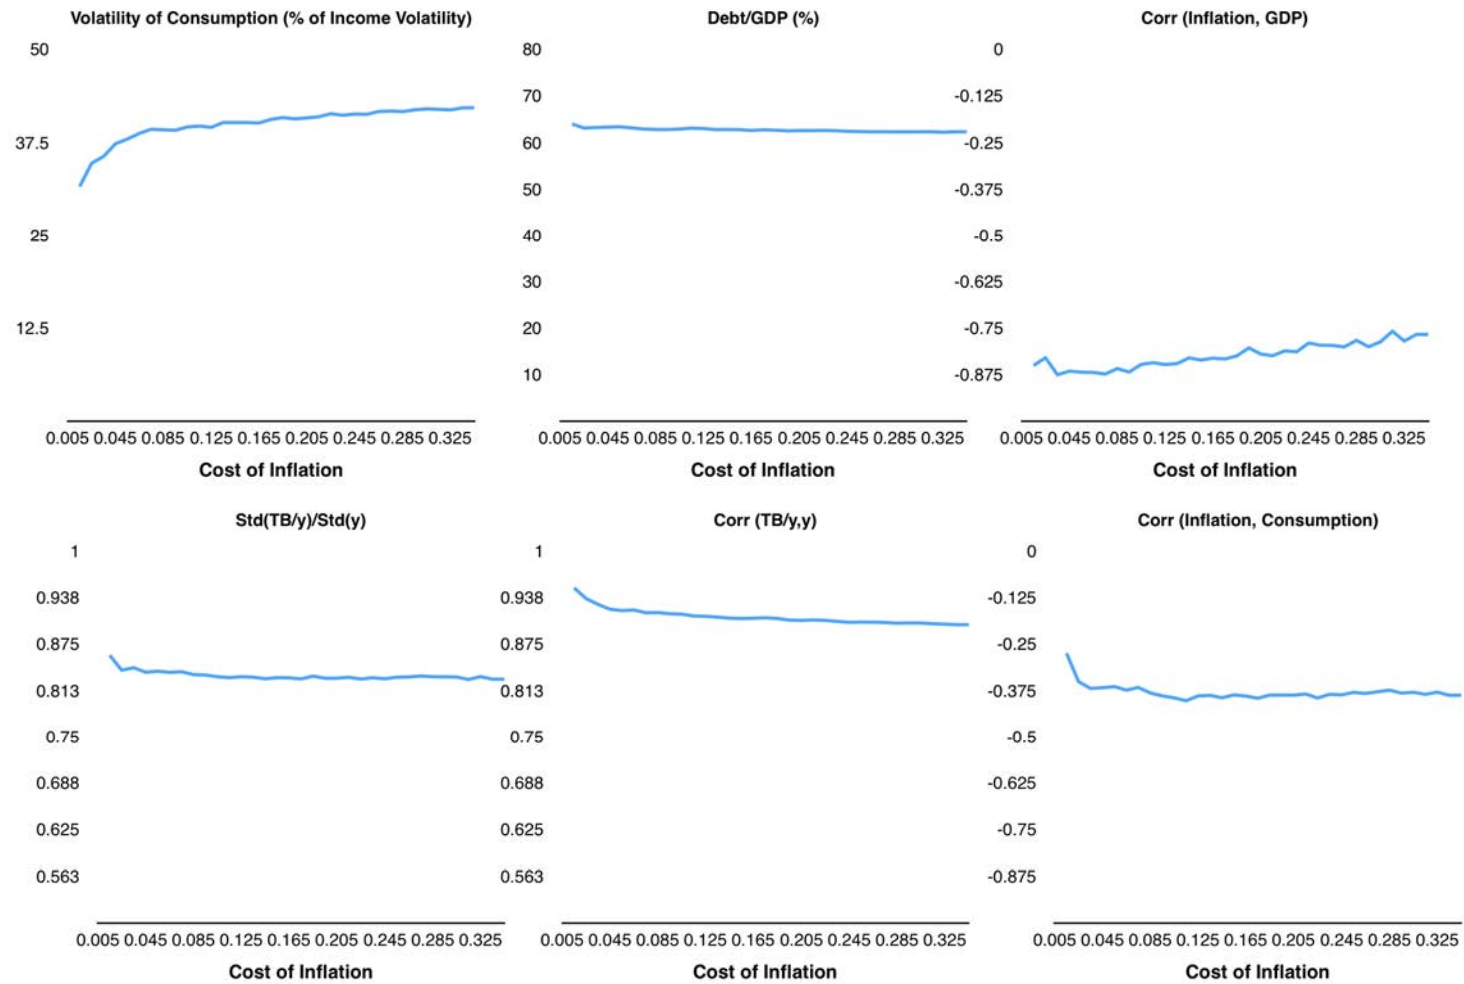 Volatility of Consumption (% of Income Volatility)
50
37.5
25
12.5
0.005 0.045 0.085 0.125 0.165 0.205 0.245 0.285 0.325
Cost of Inflation
Debt/GDP (%)
80
70
60
50
40
30
20
10
0.005 0.045 0.085 0.125 0.165 0.205 0.245 0.285 0.325
Cost of Inflation
Corr (Inflation, GDP)
0
-0.125
-0.25
-0.375
-0.5
-0.625
-0.75
-0.875
0.005 0.045 0.085 0.125 0.165 0.205 0.245 0.285 0.325
Cost of Inflation
Std(TB/y)/Std(y)
1
0.938
0.875
0.813
0.75
0.688
0.625
0.563
0.005 0.045 0.085 0.125 0.165 0.205 0.245 0.285 0.325
Cost of Inflation
Corr (TB/y,y)
1
0.938
0.875
0.813
0.75
0.688
0.625
0.563
0.005 0.045 0.085 0.125 0.165 0.205 0.245 0.285 0.325
Cost of Inflation
Corr (Inflation, Consumption)
0
-0.125
-0.25
-0.375
-0.5
-0.625
-0.75
-0.875
0.005 0.045 0.085 0.125 0.165 0.205 0.245 0.285 0.325
Cost of Inflation